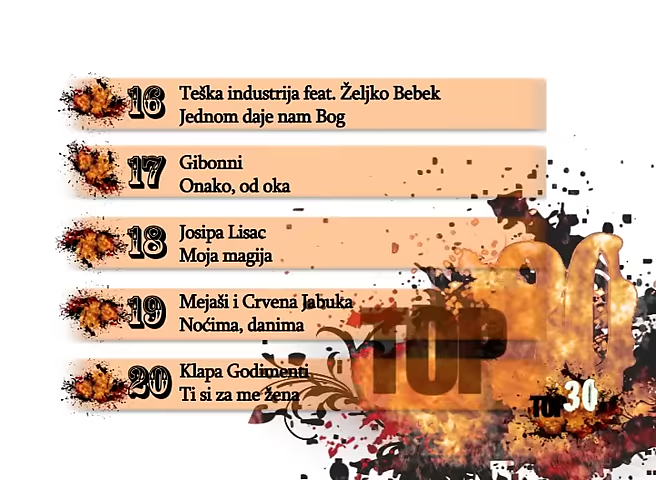 16
Teška industrija feat. Željko Bebek
Jednom daje nam Bog
17
Gibonni
Onako, od oka
18
Josipa Lisac
Moja magija
19
Mejaši i Crvena Jabuka
Noćima, danima
20
Klapa Godimenti
Ti si za me žena
TOP
30
TOP
30